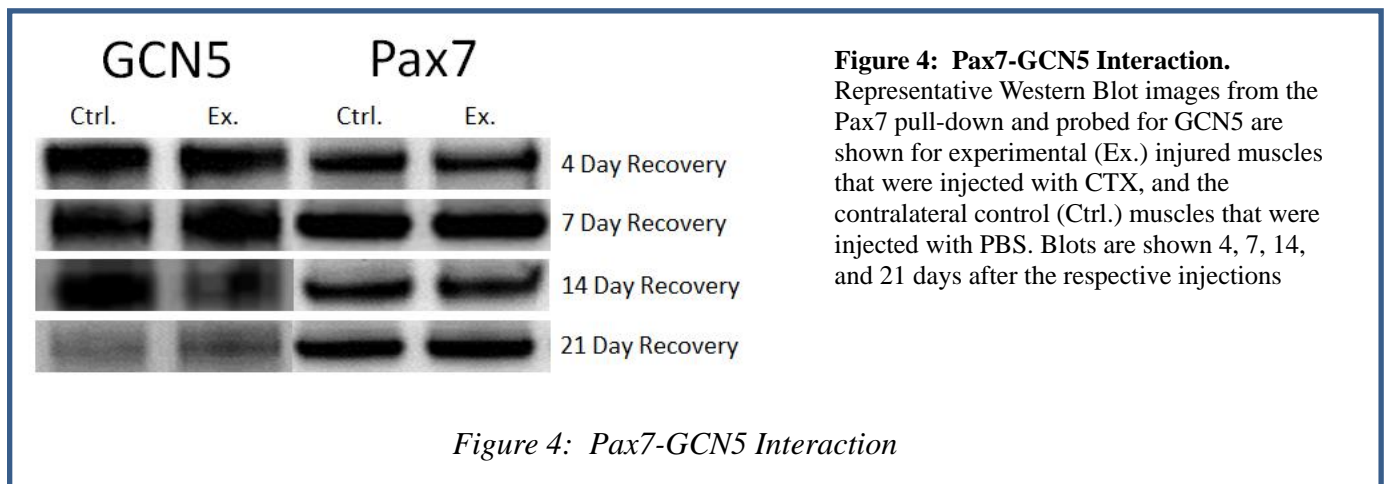 GCN5 Pax7
Ctrl. Ex. Ctrl. Ex.
4 Day Recovery
7 Day Recovery
14 Day Recovery
21 Day Recovery
Figure 4: Pax7-GCN5 Interaction.
Representative Western Blot images from the
Pax7 pull-down and probed for GCN5 are
shown for experimental (Ex.) injured muscles
that were injected with CTX, and the
contralateral control (Ctrl.) muscles that were
injected with PBS. Blots are shown 4, 7, 14,
and 21 days after the respective injections
Figure 4: Pax7-GCN5 Interaction